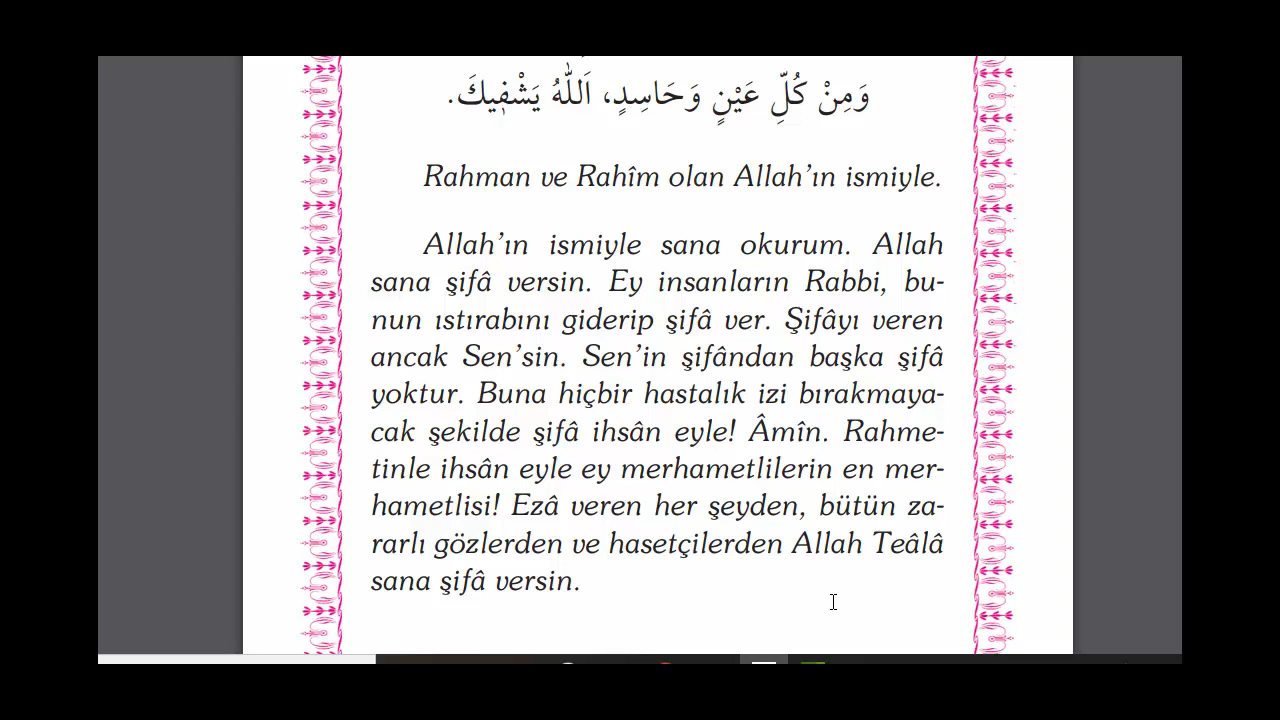 وَمِنْ كُلِّ عَيْنٍ وَحَاسِدٍ، اَللّٰهُ يَشْفٖيكَ.
Rahman ve Rahîm olan Allah’ın ismiyle.
Allah’ın ismiyle sana okurum. Allah
sana şifâ versin. Ey insanların Rabbi, bu-
nun ıstırabını giderip şifâ ver. Şifâyı veren
ancak Sen’sin. Sen’in şifândan başka şifâ
yoktur. Buna hiçbir hastalık izi bırakmaya-
cak şekilde şifâ ihsân eyle! Âmîn. Rahme-
tinle ihsân eyle ey merhametlilerin en mer-
hametlisi! Ezâ veren her şeyden, bütün za-
rarlı gözlerden ve hasetçilerden Allah Teâlâ
sana şifâ versin.